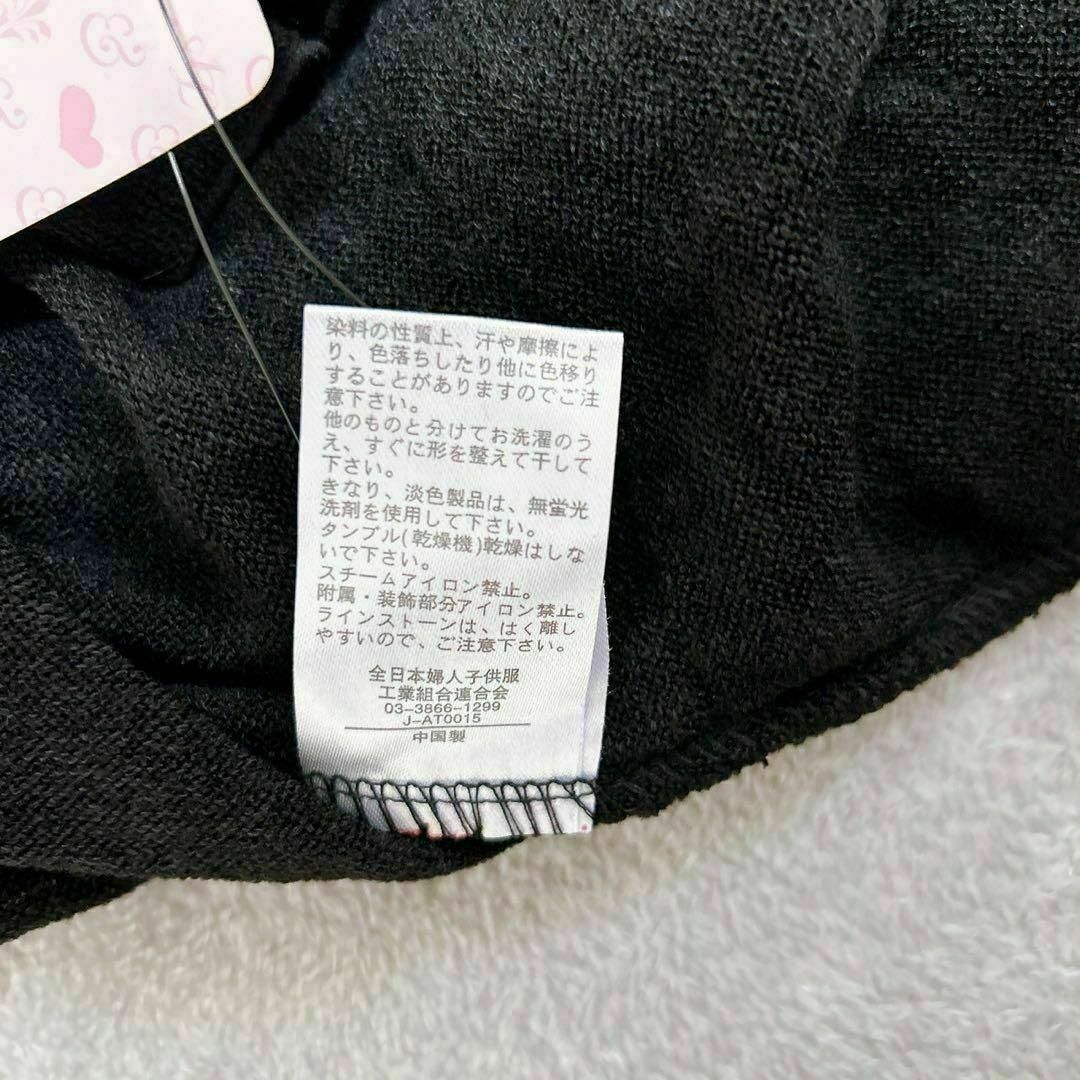 染料の性質上、汗や摩擦によ
り、色落ちしたり他に色移り
することがありますのでご注
意下さい。
他のものと分けてお洗濯のう
え、すぐに形を整えて干して
下さい。
きなり、淡色製品は、無蛍光
洗剤を使用して下さい。
タンブル(乾燥機)乾燥はしな
いで下さい。
スチームアイロン禁止。
附属・装飾部分アイロン禁止。
ラインストーンは、はく離し
やすいので、ご注意下さい。
全日本婦人子供服
工業組合連合会
03-3866-1299
J-AT0015
中国製